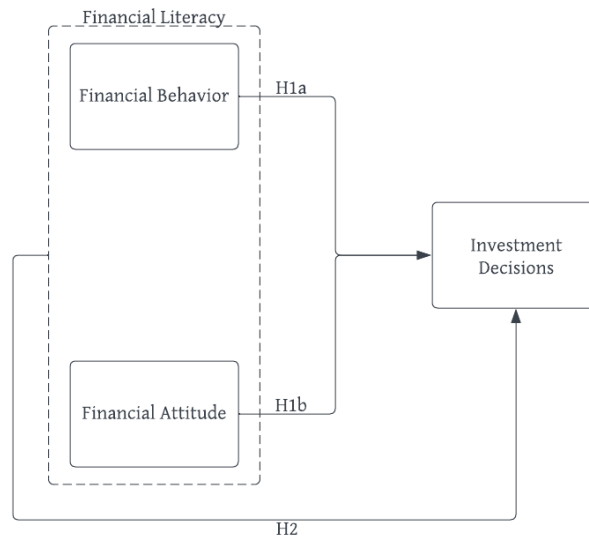 Financial Literacy
Financial Behavior
H1a
Investment
Decisions
Financial Attitude
H1b
H2